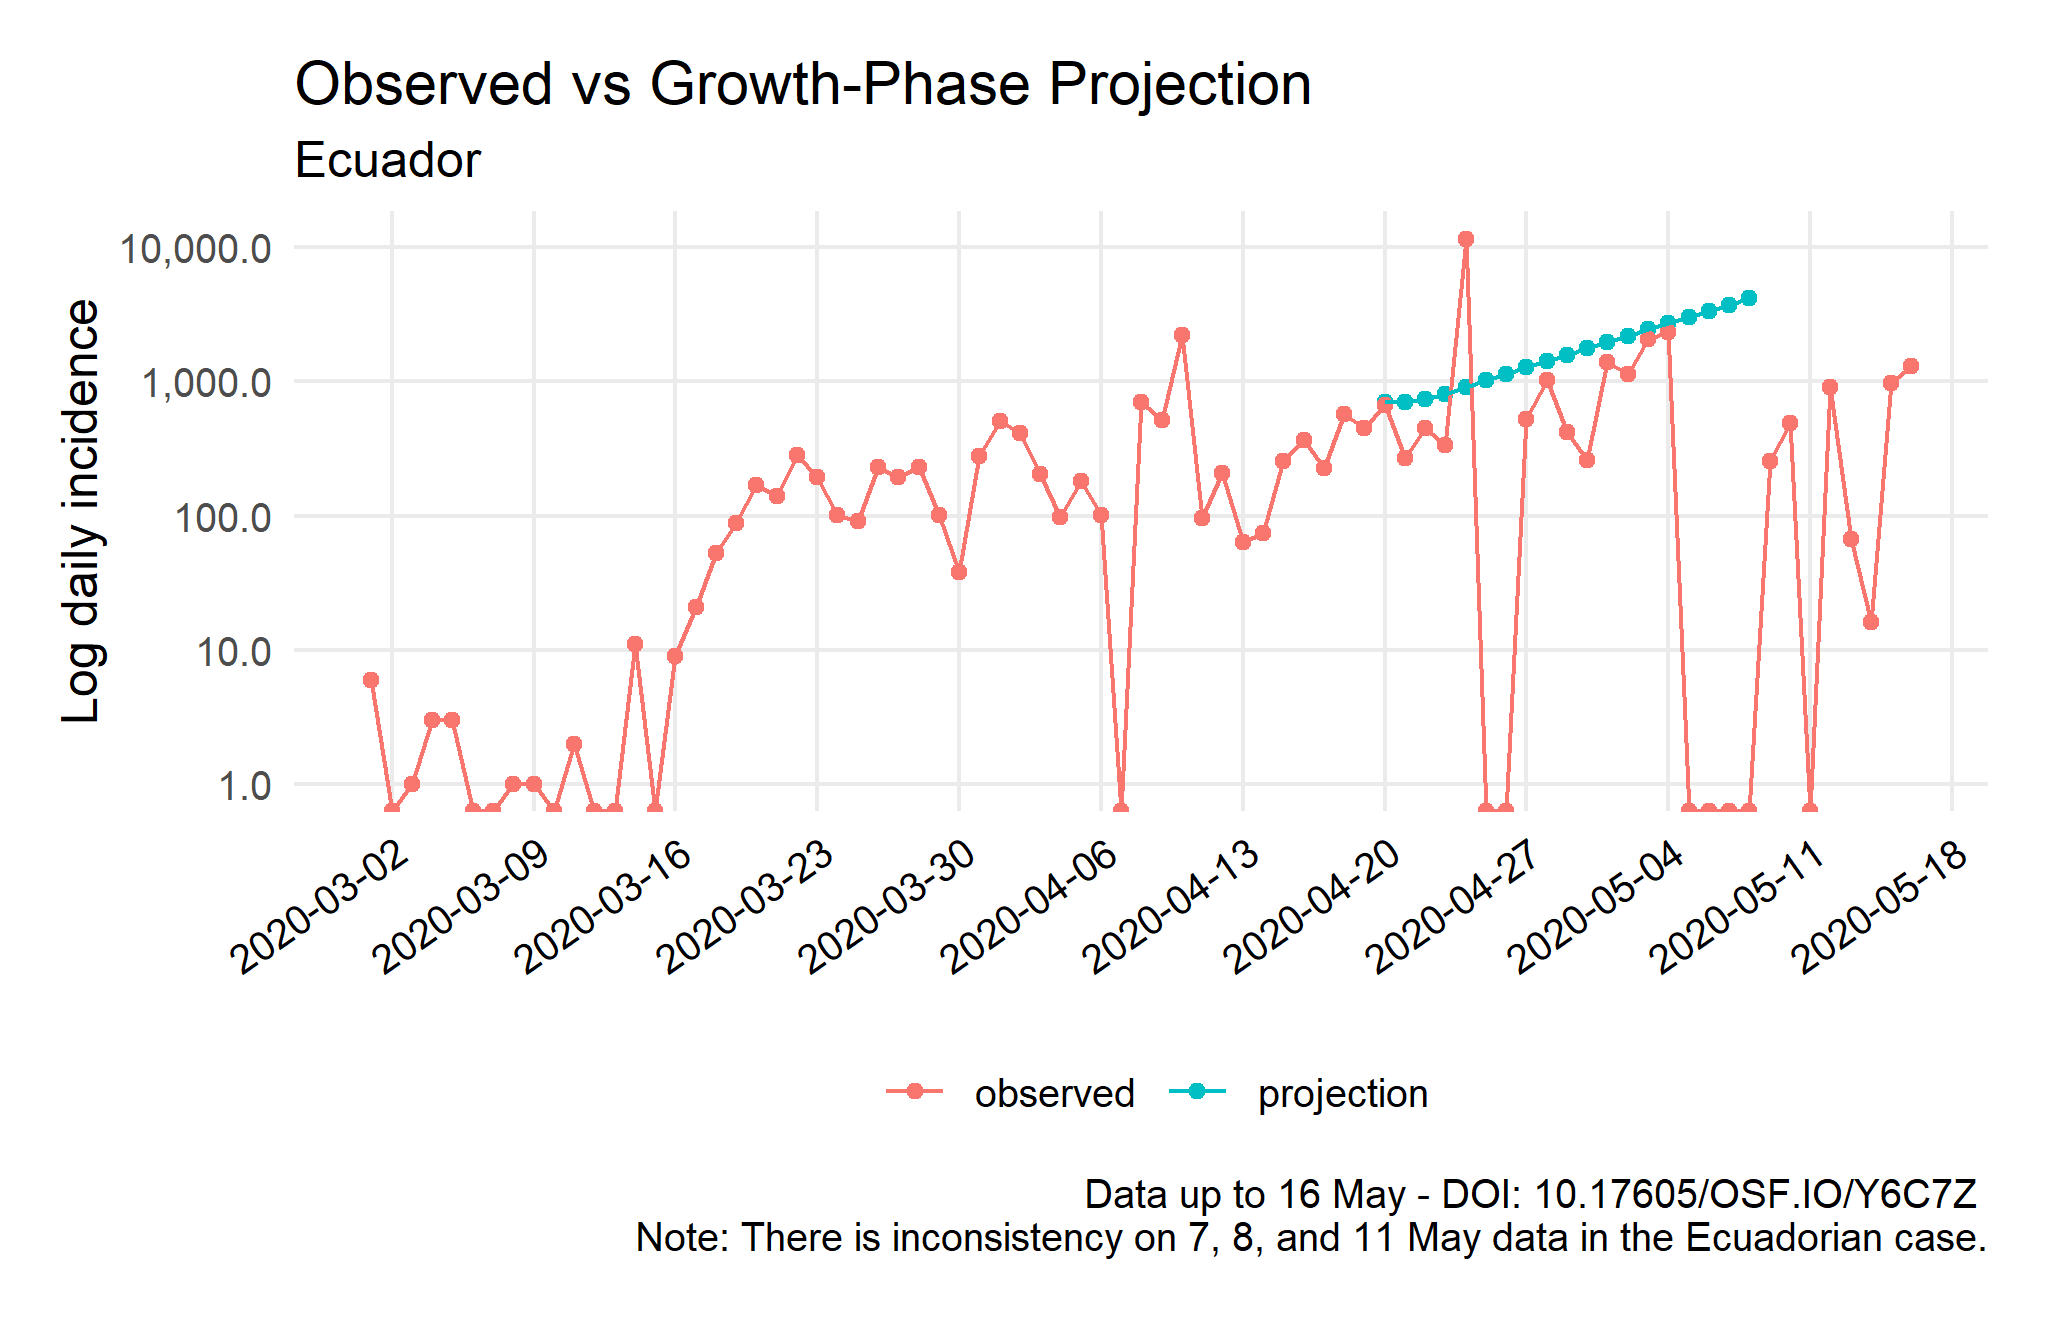 Observed vs Growth-Phase Projection
Ecuador
Log daily incidence
10,000.0
1,000.0
100.0
10.0
1.0
2020-03-02
2020-03-09
2020-03-16
2020-03-23
2020-03-30
2020-04-06
2020-04-13
2020-04-20
2020-04-27
2020-05-04
2020-05-11
2020-05-18
observed projection
Data up to 16 May - DOI: 10.17605/OSF.IO/Y6C7Z
Note: There is inconsistency on 7, 8, and 11 May data in the Ecuadorian case.